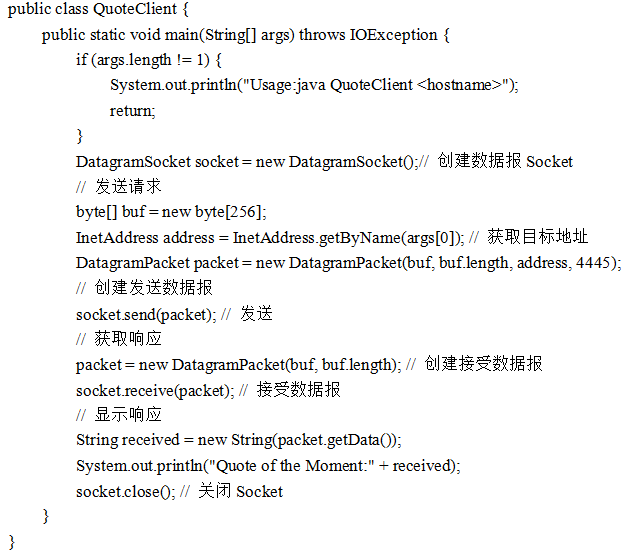 public class QuoteClient {
public static void main(String[] args) throws IOException {
if (args.length != 1) {
System.out.println("Usage:java QuoteClient <hostname>");
return;
}
DatagramSocket socket = new DatagramSocket();// 创建数据报 Socket
// 发送请求
byte[] buf = new byte[256];
InetAddress address = InetAddress.getByName(args[0]); // 获取目标地址
DatagramPacket packet = new DatagramPacket(buf, buf.length, address, 4445);
// 创建发送数据报
socket.send(packet); // 发送
// 获取响应
packet = new DatagramPacket(buf, buf.length); // 创建接受数据报
socket.receive(packet); // 接受数据报
// 显示响应
String received = new String(packet.getData());
System.out.println("Quote of the Moment:" + received);
socket.close(); // 关闭 Socket
}
}